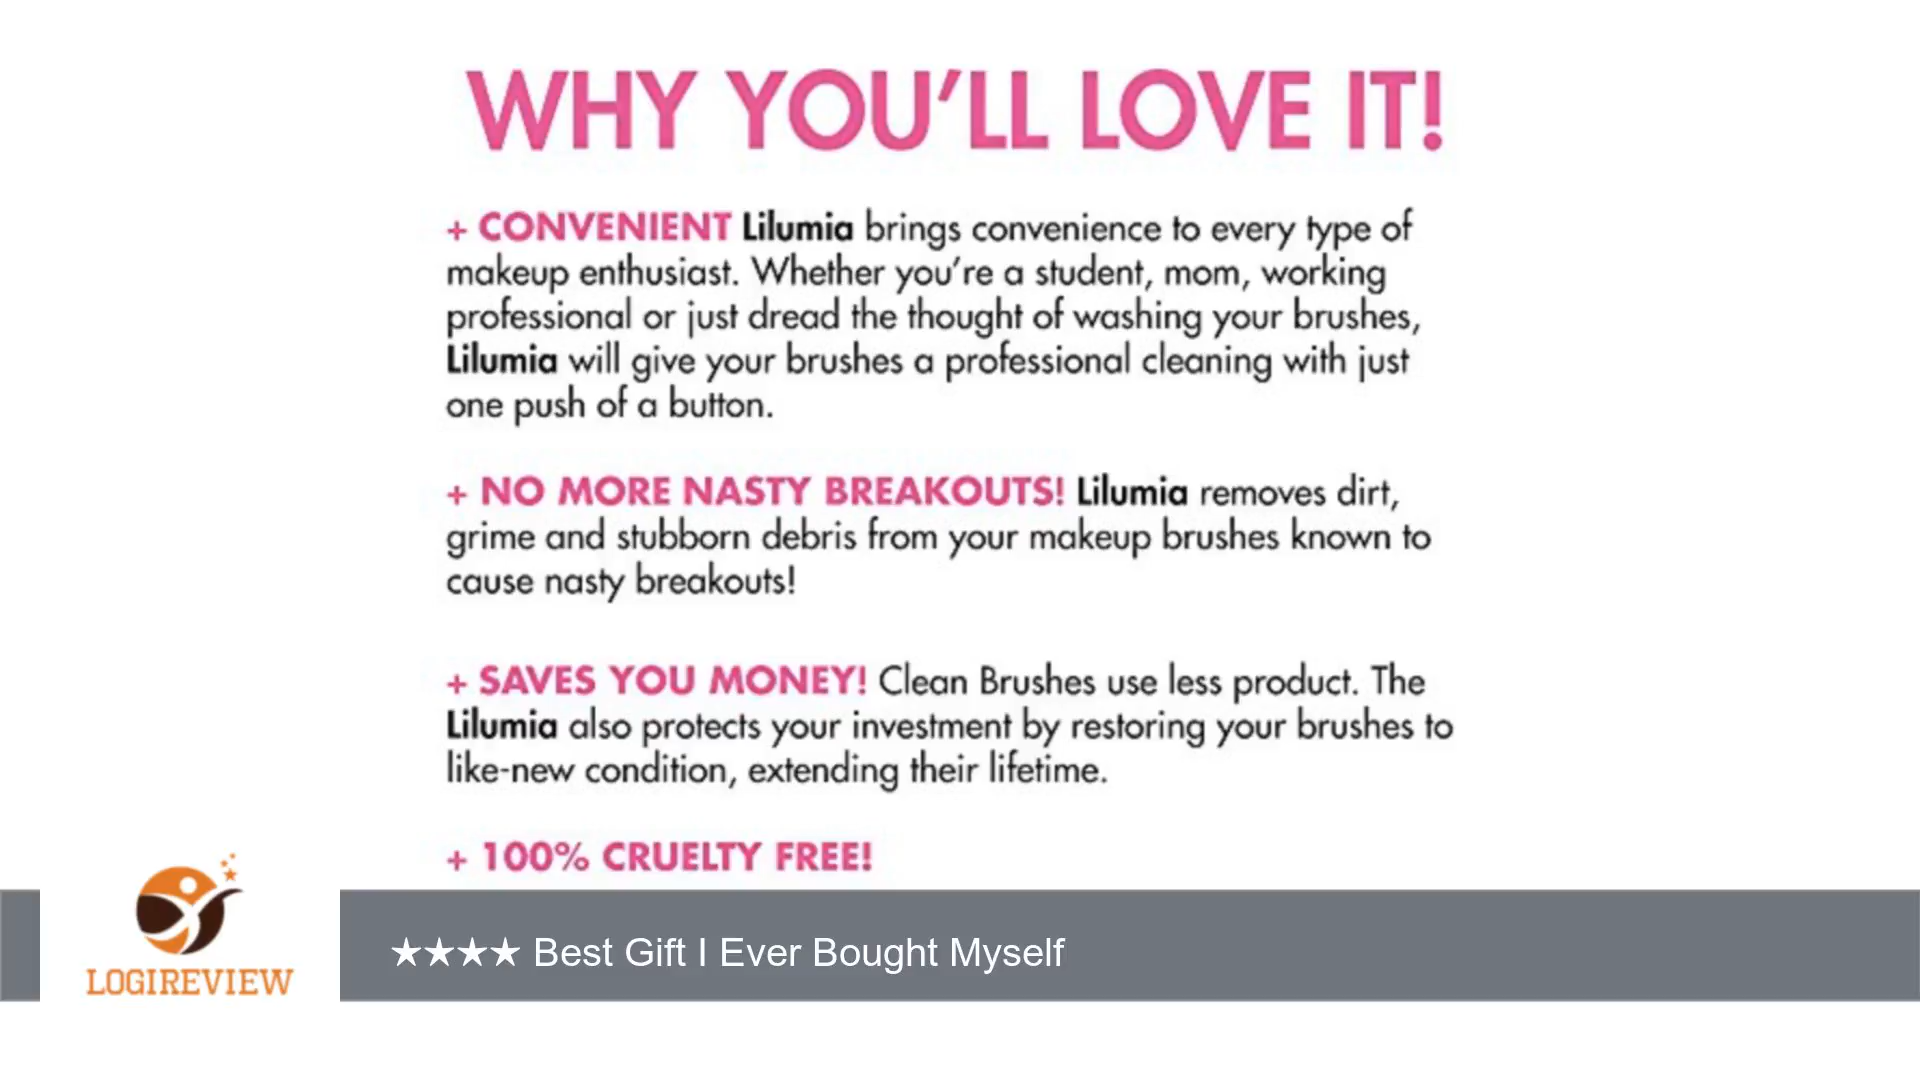 WHY YOU'LL LOVE IT!
+ CONVENIENT Lilumia brings convenience to every type of
makeup enthusiast. Whether you're a student, mom, working
professional or just dread the thought of washing your brushes,
Lilumia will give your brushes a professional cleaning with just
one push of a button.
+ NO MORE NASTY BREAKOUTS! Lilumia removes dirt,
grime and stubborn debris from your makeup brushes known to
cause nasty breakouts!
+ SAVES YOU MONEY! Clean Brushes use less product. The
Lilumia also protects your investment by restoring your brushes to
like-new condition, extending their lifetime.
+ 100% CRUELTY FREE!
★★★★ Best Gift I Ever Bought Myself
LOGIREVIEW